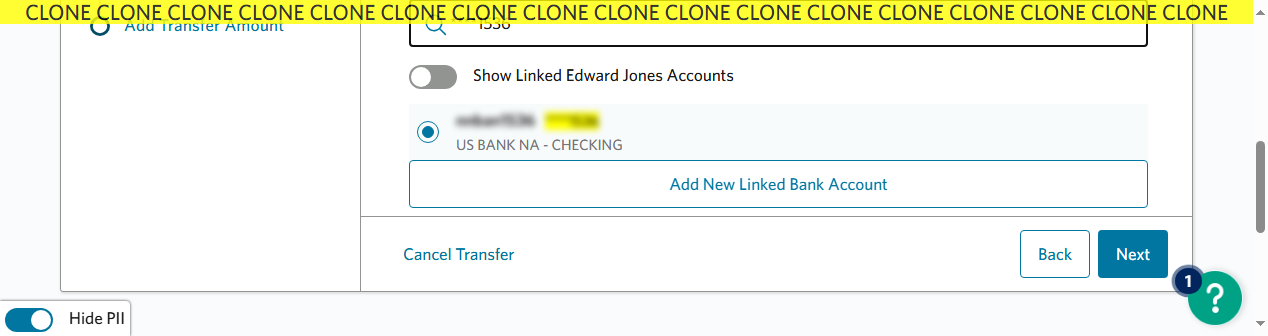 CLONE CLONE CLONE CLONE CLONE CLONE CLONE CLONE CLONE CLONE CLONE CLONE CLONE CLONE CLONE CLONE CLONE
Add Transfer Amount
1536
Show Linked Edward Jones Accounts
US BANK NA - CHECKING
Add New Linked Bank Account
Cancel Transfer
Back
Next
1
?
Hide PII